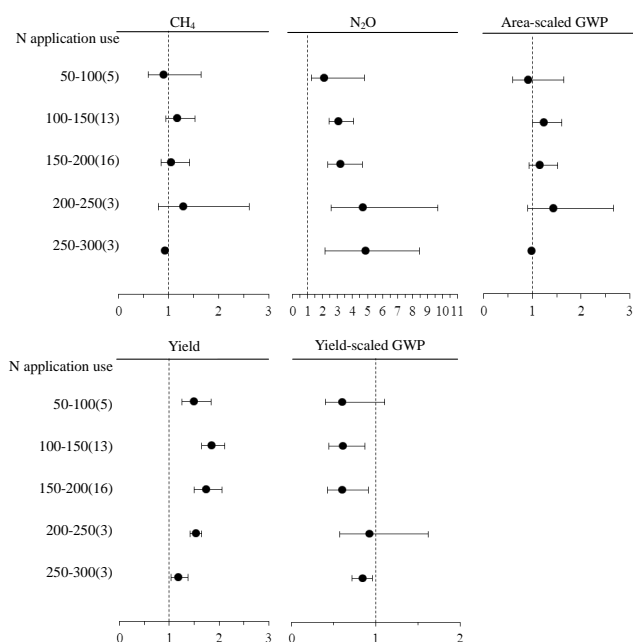 CH₄ N₂O Area-scaled GWP
N application use
50-100(5)
100-150(13)
150-200(16)
200-250(3)
250-300(3)
0 1 2 3 0 1 2 3 4 5 6 7 8 9 10 11 0 1 2 3
Yield Yield-scaled GWP
N application use
50-100(5)
100-150(13)
150-200(16)
200-250(3)
250-300(3)
0 1 2 3 0 1 2